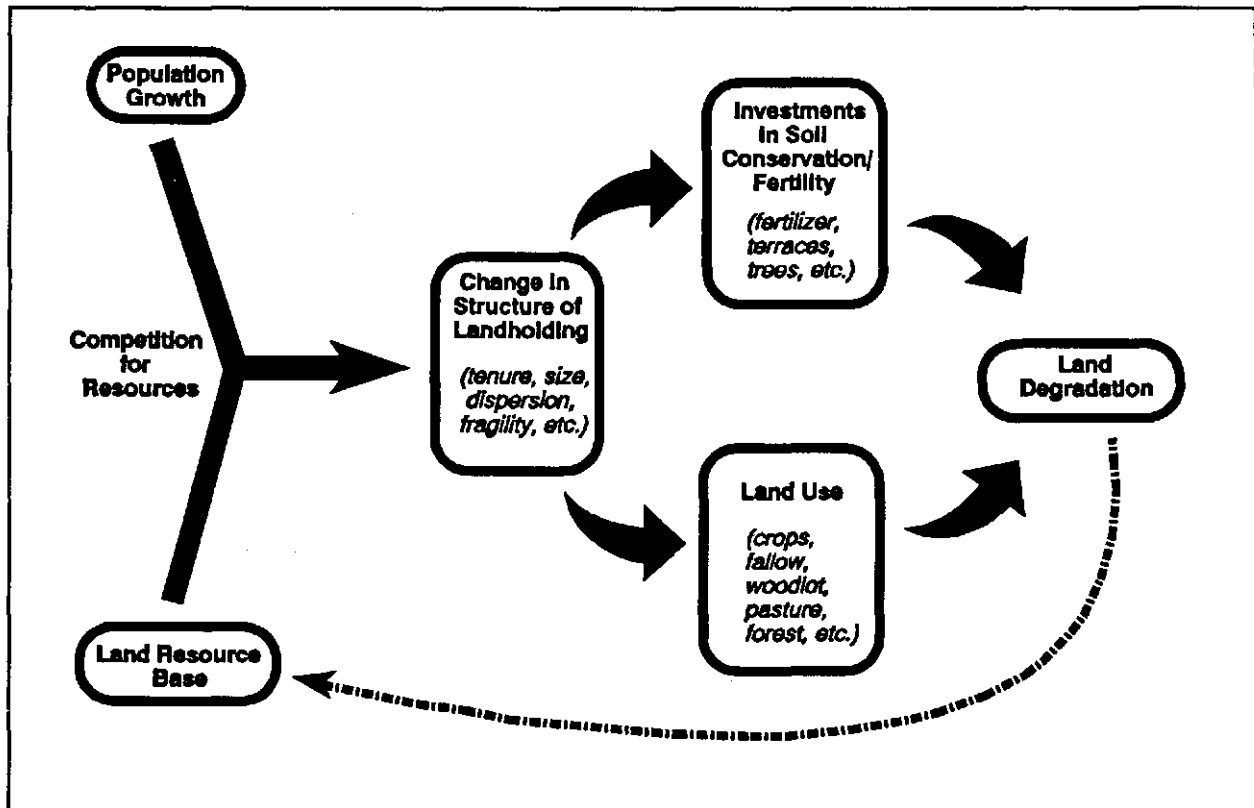 Population
Growth
Competition
for
Resources
Land Resource
Base
Change in
Structure of
Landholding
(tenure, size,
dispersion,
fragility, etc.)
Investments
in Soil
Conservation/
Fertility
(fertilizer,
terraces,
trees, etc.)
Land Use
(crops,
fallow,
woodlot,
pasture,
forest, etc.)
Land
Degradation